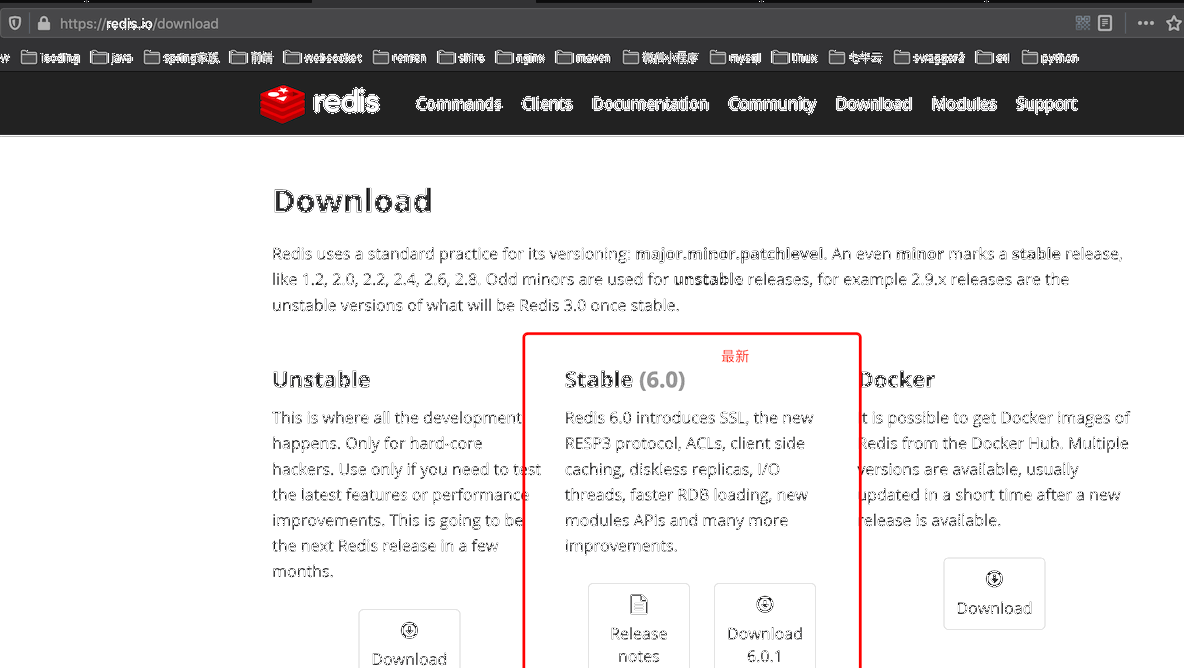 https://redis.io/download
loading java spring家族 前端 websocket renren shiro nginx maven 微信小程序 mysql linux 七牛云 swagger2 python
redis Commands Clients Documentation Community Download Modules Support
Download
Redis uses a standard practice for its versioning: major.minor.patchlevel. An even minor marks a stable release,
like 1.2, 2.0, 2.2, 2.4, 2.6, 2.8. Odd minors are used for unstable releases, for example 2.9.x releases are the
unstable versions of what will be Redis 3.0 once stable.
Unstable
This is where all the development
happens. Only for hard-core
hackers. Use only if you need to test
the latest features or performance
improvements. This is going to be
the next Redis release in a few
months.
Download
最新
Stable (6.0)
Redis 6.0 introduces SSL, the new
RESP3 protocol, ACLs, client side
caching, diskless replicas, I/O
threads, faster RDB loading, new
modules APIs and many more
improvements.
Release
notes
Download
6.0.1
Docker
It is possible to get Docker images of
Redis from the Docker Hub. Multiple
versions are available, usually
updated in a short time after a new
release is available.
Download